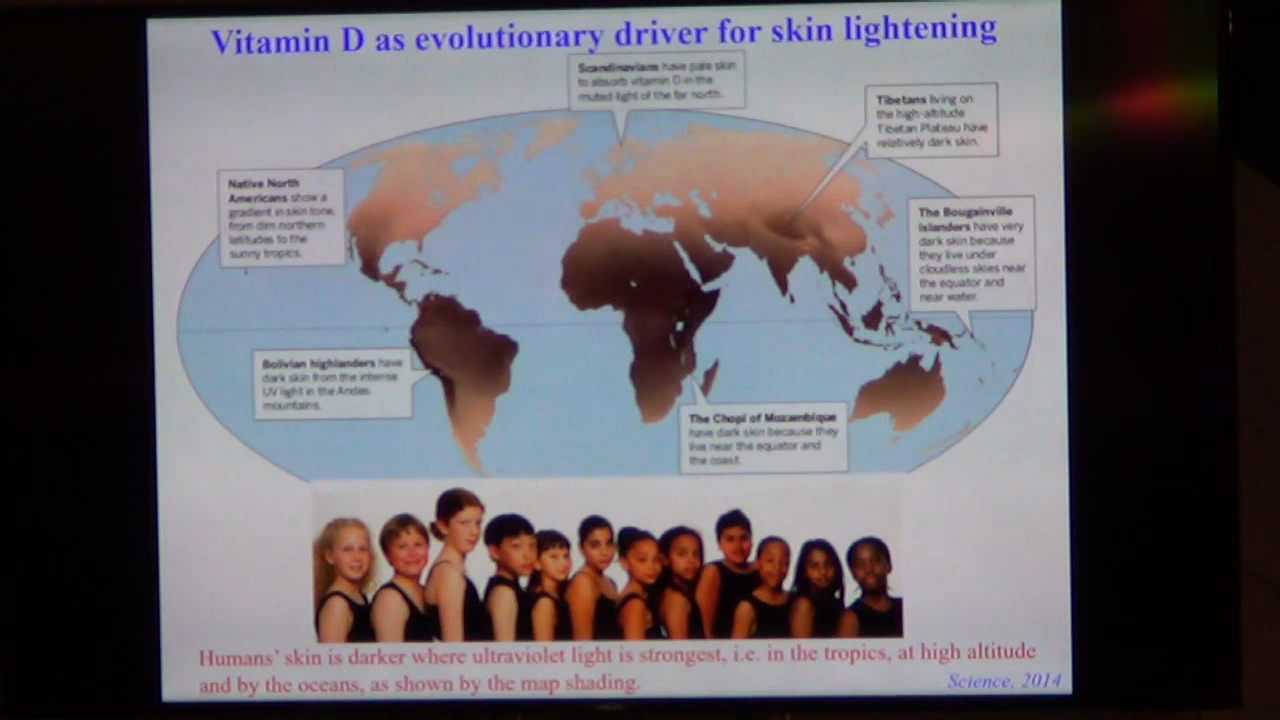 Vitamin D as evolutionary driver for skin lightening
Scandinavians have pale skin
to absorb vitamin D in the
muted light of the far north.
Tibetans living on
the high-altitude
Tibetan Plateau have
relatively dark skin.
Native North
Americans show a
gradient in skin tone,
from dim northern
latitudes to the
sunny tropics.
The Bougainville
islanders have very
dark skin because
they live under
cloudless skies near
the equator and
near water.
Bolivian highlanders have
dark skin from the intense
UV light in the Andes
mountains.
The Chopi of Mozambique
have dark skin because they
live near the equator and
the coast.
Humans' skin is darker where ultraviolet light is strongest, i.e. in the tropics, at high altitude
and by the oceans, as shown by the map shading.
Science, 2014